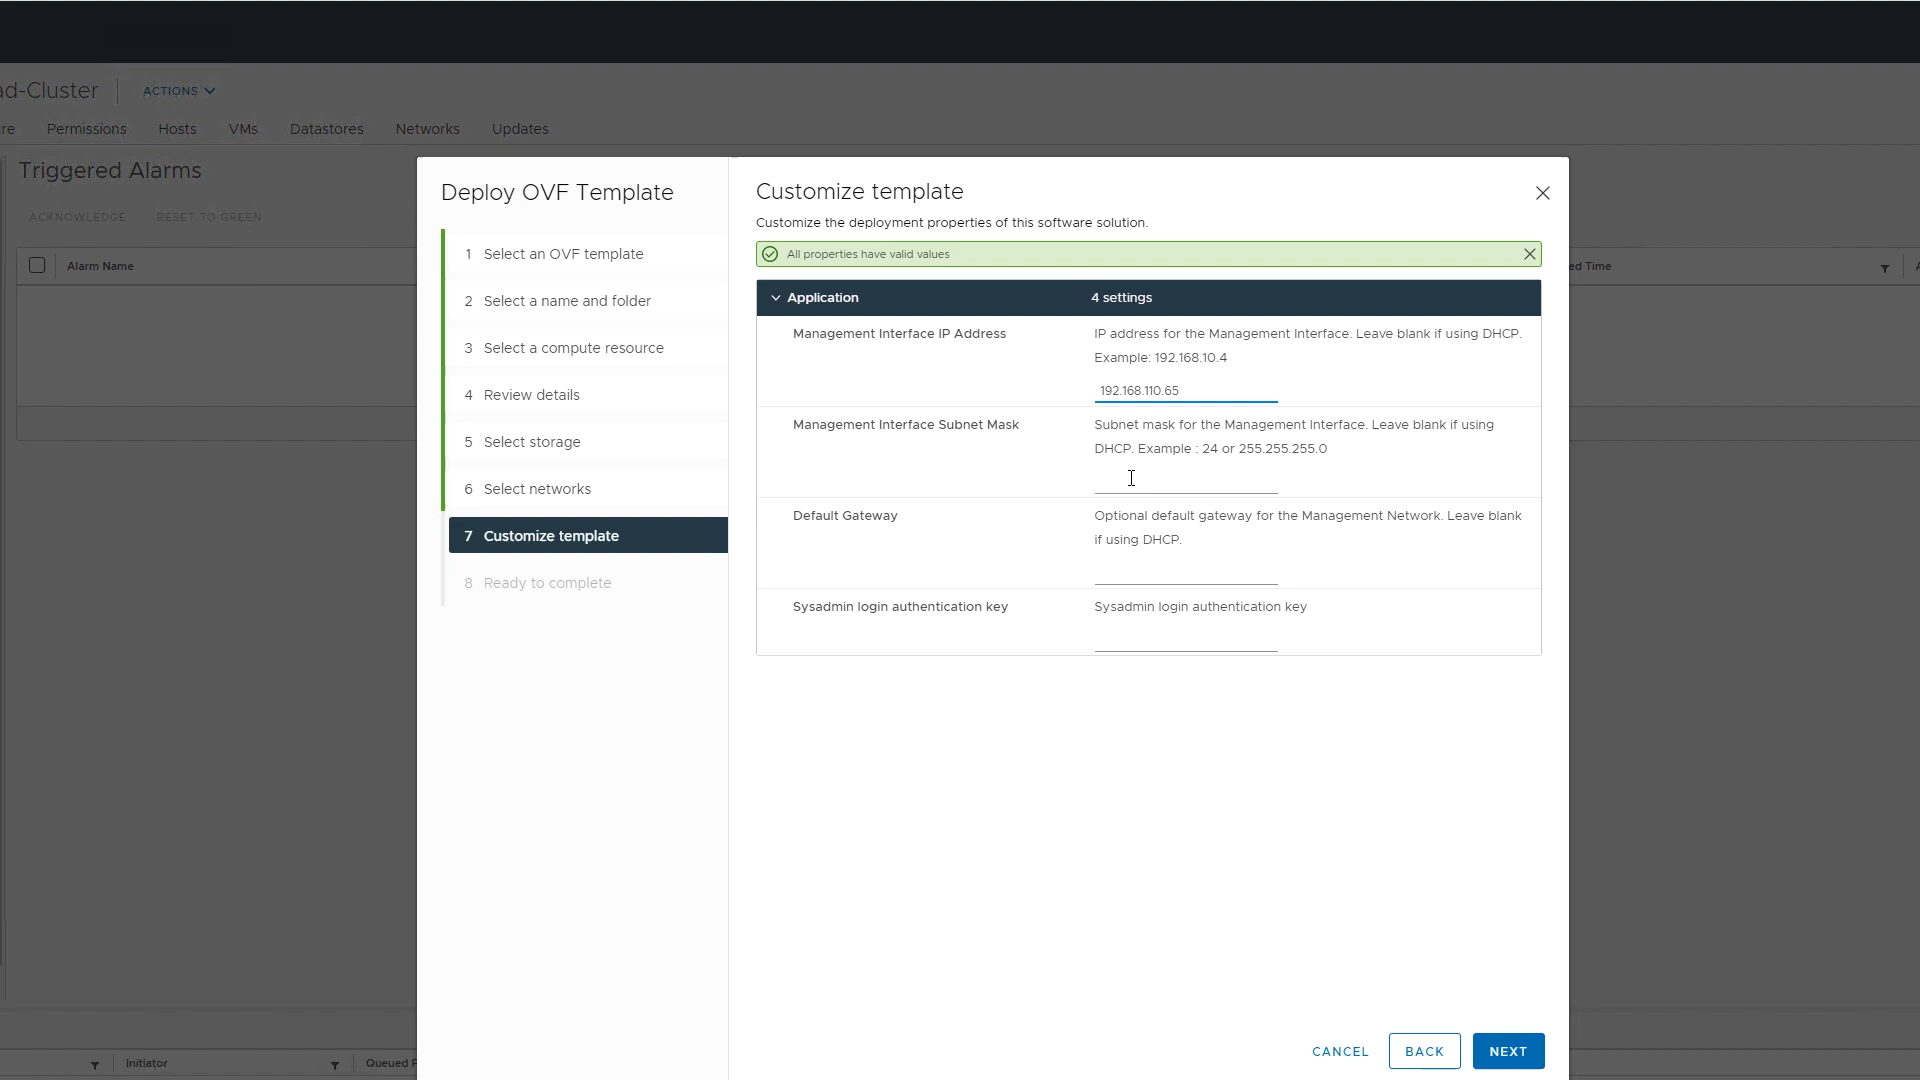 ad-Cluster
ACTIONS
re Permissions Hosts VMs Datastores Networks Updates
Triggered Alarms
ACKNOWLEDGE RESET TO GREEN
Alarm Name
ed Time
A
Initiator
Queued F
Deploy OVF Template
1 Select an OVF template
2 Select a name and folder
3 Select a compute resource
4 Review details
5 Select storage
6 Select networks
7 Customize template
8 Ready to complete
Customize template
Customize the deployment properties of this software solution.
All properties have valid values
Application 4 settings
Management Interface IP Address
IP address for the Management Interface. Leave blank if using DHCP.
Example: 192.168.10.4
192.168.110.65
Management Interface Subnet Mask
Subnet mask for the Management Interface. Leave blank if using
DHCP. Example : 24 or 255.255.255.0
Default Gateway
Optional default gateway for the Management Network. Leave blank
if using DHCP.
Sysadmin login authentication key
Sysadmin login authentication key
CANCEL BACK NEXT